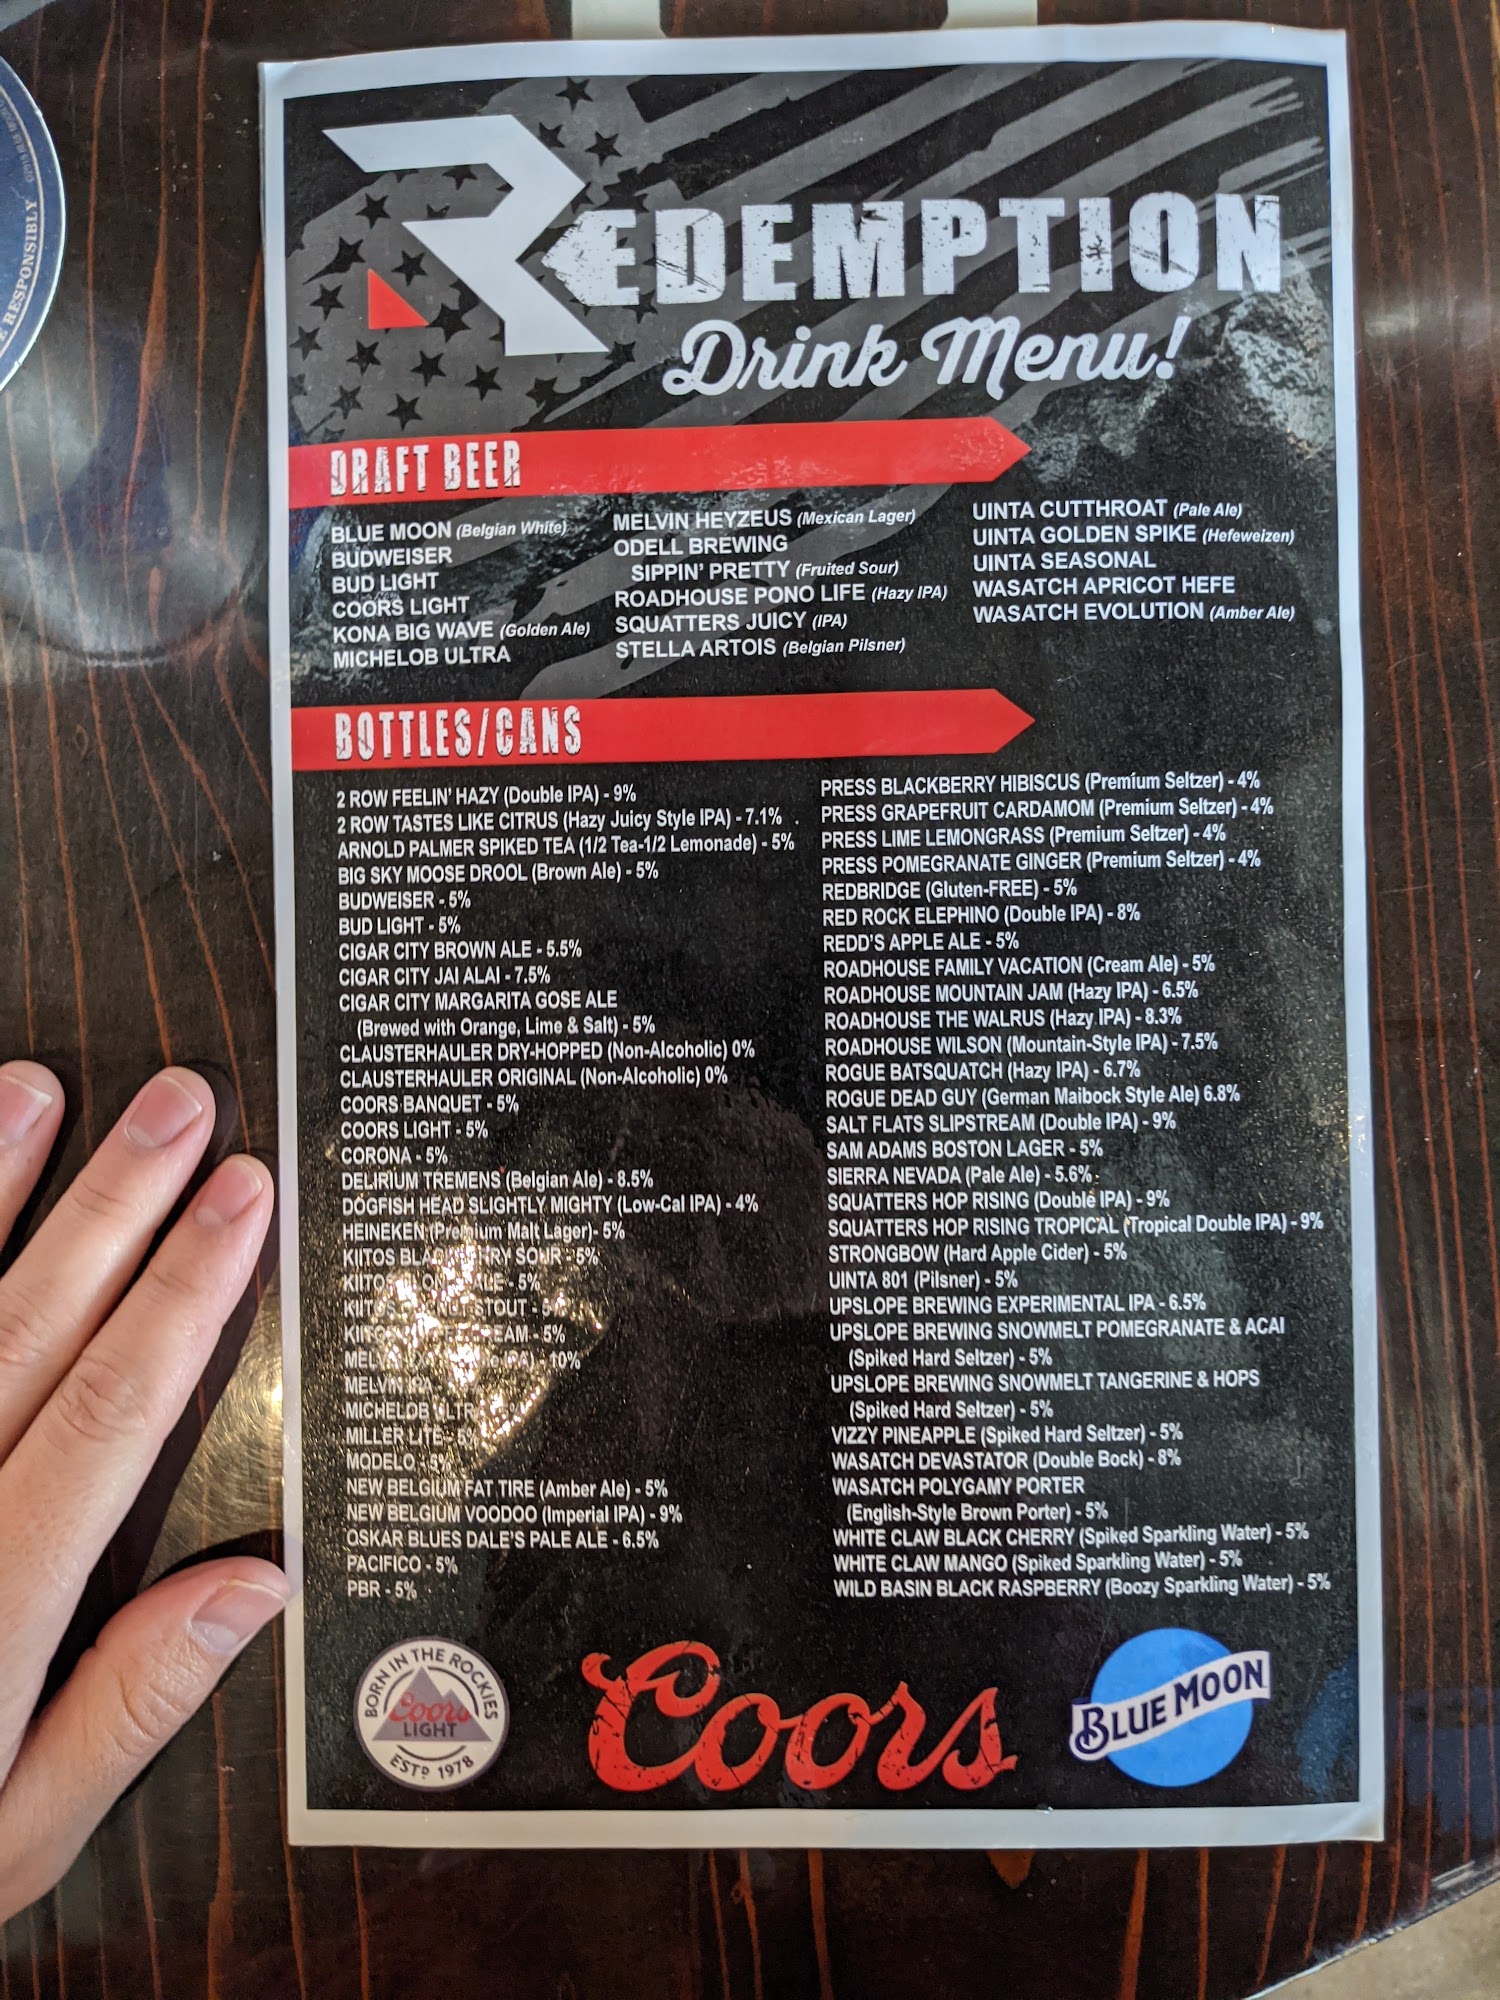 REDEMPTION
Drink Menu!
DRAFT BEER
BLUE MOON (Belgian White)
BUDWEISER
BUD LIGHT
COORS LIGHT
KONA BIG WAVE (Golden Ale)
MICHELOB ULTRA
MELVIN HEYZEUS (Mexican Lager)
ODELL BREWING
SIPPIN' PRETTY (Fruited Sour)
ROADHOUSE PONO LIFE (Hazy IPA)
SQUATTERS JUICY (IPA)
STELLA ARTOIS (Belgian Pilsner)
UINTA CUTTHROAT (Pale Ale)
UINTA GOLDEN SPIKE (Hefeweizen)
UINTA SEASONAL
WASATCH APRICOT HEFE
WASATCH EVOLUTION (Amber Ale)
BOTTLES/CANS
2 ROW FEELIN' HAZY (Double IPA) - 9%
2 ROW TASTES LIKE CITRUS (Hazy Juicy Style IPA) - 7.1%
ARNOLD PALMER SPIKED TEA (1/2 Tea-1/2 Lemonade) - 5%
BIG SKY MOOSE DROOL (Brown Ale) - 5%
BUDWEISER - 5%
BUD LIGHT - 5%
CIGAR CITY BROWN ALE - 5.5%
CIGAR CITY JAI ALAI - 7.5%
CIGAR CITY MARGARITA GOSE ALE
(Brewed with Orange, Lime & Salt) - 5%
CLAUSTERHAULER DRY-HOPPED (Non-Alcoholic) 0%
CLAUSTERHAULER ORIGINAL (Non-Alcoholic) 0%
COORS BANQUET - 5%
COORS LIGHT - 5%
CORONA - 5%
DELIRIUM TREMENS (Belgian Ale) - 8.5%
DOGFISH HEAD SLIGHTLY MIGHTY (Low-Cal IPA) - 4%
HEINEKEN (Premium Malt Lager)- 5%
KIITOS BLACKBERRY SOUR - 5%
KIITOS BLONDE ALE - 5%
KIITOS STOUT -
KIITOS CREAM - 5%
MELVIN - 10%
MELVIN IPA
MICHELOB ULTRA
MILLER LITE - 5%
MODELO - 5%
NEW BELGIUM FAT TIRE (Amber Ale) - 5%
NEW BELGIUM VOODOO (Imperial IPA) - 9%
OSKAR BLUES DALE'S PALE ALE - 6.5%
PACIFICO - 5%
PBR - 5%
PRESS BLACKBERRY HIBISCUS (Premium Seltzer) - 4%
PRESS GRAPEFRUIT CARDAMOM (Premium Seltzer) - 4%
PRESS LIME LEMONGRASS (Premium Seltzer) - 4%
PRESS POMEGRANATE GINGER (Premium Seltzer) - 4%
REDBRIDGE (Gluten-FREE) - 5%
RED ROCK ELEPHINO (Double IPA) - 8%
REDD'S APPLE ALE - 5%
ROADHOUSE FAMILY VACATION (Cream Ale) - 5%
ROADHOUSE MOUNTAIN JAM (Hazy IPA) - 6.5%
ROADHOUSE THE WALRUS (Hazy IPA) - 8.3%
ROADHOUSE WILSON (Mountain-Style IPA) - 7.5%
ROGUE BATSQUATCH (Hazy IPA) - 6.7%
ROGUE DEAD GUY (German Maibock Style Ale) 6.8%
SALT FLATS SLIPSTREAM (Double IPA) - 9%
SAM ADAMS BOSTON LAGER - 5%
SIERRA NEVADA (Pale Ale) - 5.6%
SQUATTERS HOP RISING (Double IPA) - 9%
SQUATTERS HOP RISING TROPICAL (Tropical Double IPA) - 9%
STRONGBOW (Hard Apple Cider) - 5%
UINTA 801 (Pilsner) - 5%
UPSLOPE BREWING EXPERIMENTAL IPA - 6.5%
UPSLOPE BREWING SNOWMELT POMEGRANATE & ACAI
(Spiked Hard Seltzer) - 5%
UPSLOPE BREWING SNOWMELT TANGERINE & HOPS
(Spiked Hard Seltzer) - 5%
VIZZY PINEAPPLE (Spiked Hard Seltzer) - 5%
WASATCH DEVASTATOR (Double Bock) - 8%
WASATCH POLYGAMY PORTER
(English-Style Brown Porter) - 5%
WHITE CLAW BLACK CHERRY (Spiked Sparkling Water) - 5%
WHITE CLAW MANGO (Spiked Sparkling Water) - 5%
WILD BASIN BLACK RASPBERRY (Boozy Sparkling Water) - 5%
BORN IN THE ROCKIES
Coors
LIGHT
ESTD 1978
Coors
BLUE MOON
RESPONSIBLY